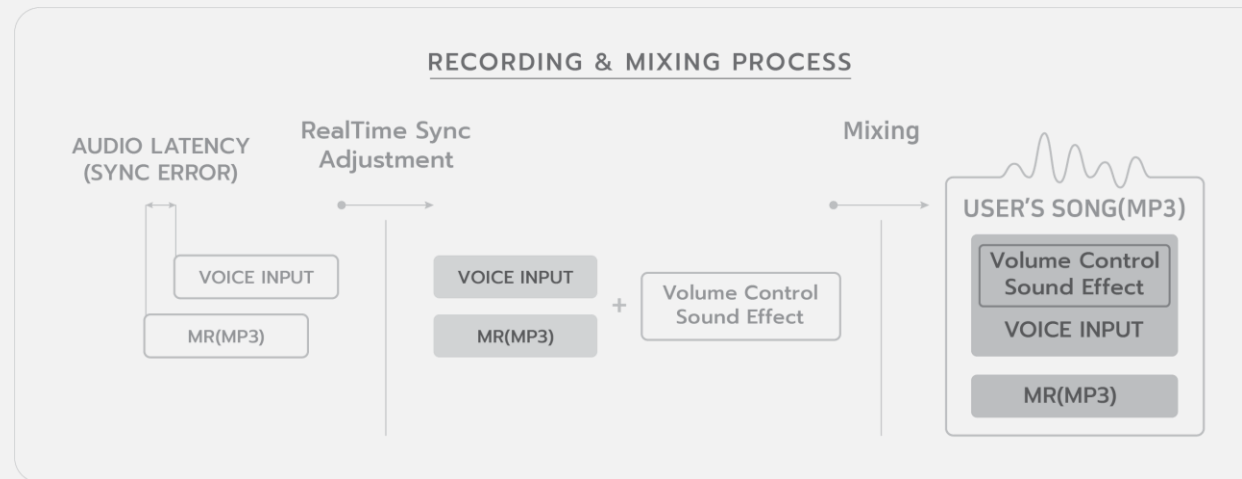 RECORDING & MIXING PROCESS
AUDIO LATENCY
(SYNC ERROR)
RealTime Sync
Adjustment
Mixing
VOICE INPUT
MR(MP3)
VOICE INPUT
MR(MP3)
+
Volume Control
Sound Effect
USER'S SONG(MP3)
Volume Control
Sound Effect
VOICE INPUT
MR(MP3)